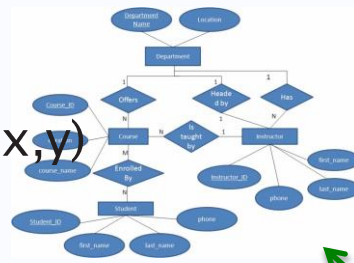 Department
Name
Location
Department
1
1
1
Offers
Heade
d by
Has
Course_ID
N
1
N
x,y)
Course
N
Is
taught
by
1
Instructor
course_name
M
Enrolled
By
N
first_name
Instructor_ID
last_name
phone
Student
Student_ID
phone
first_name
last_name